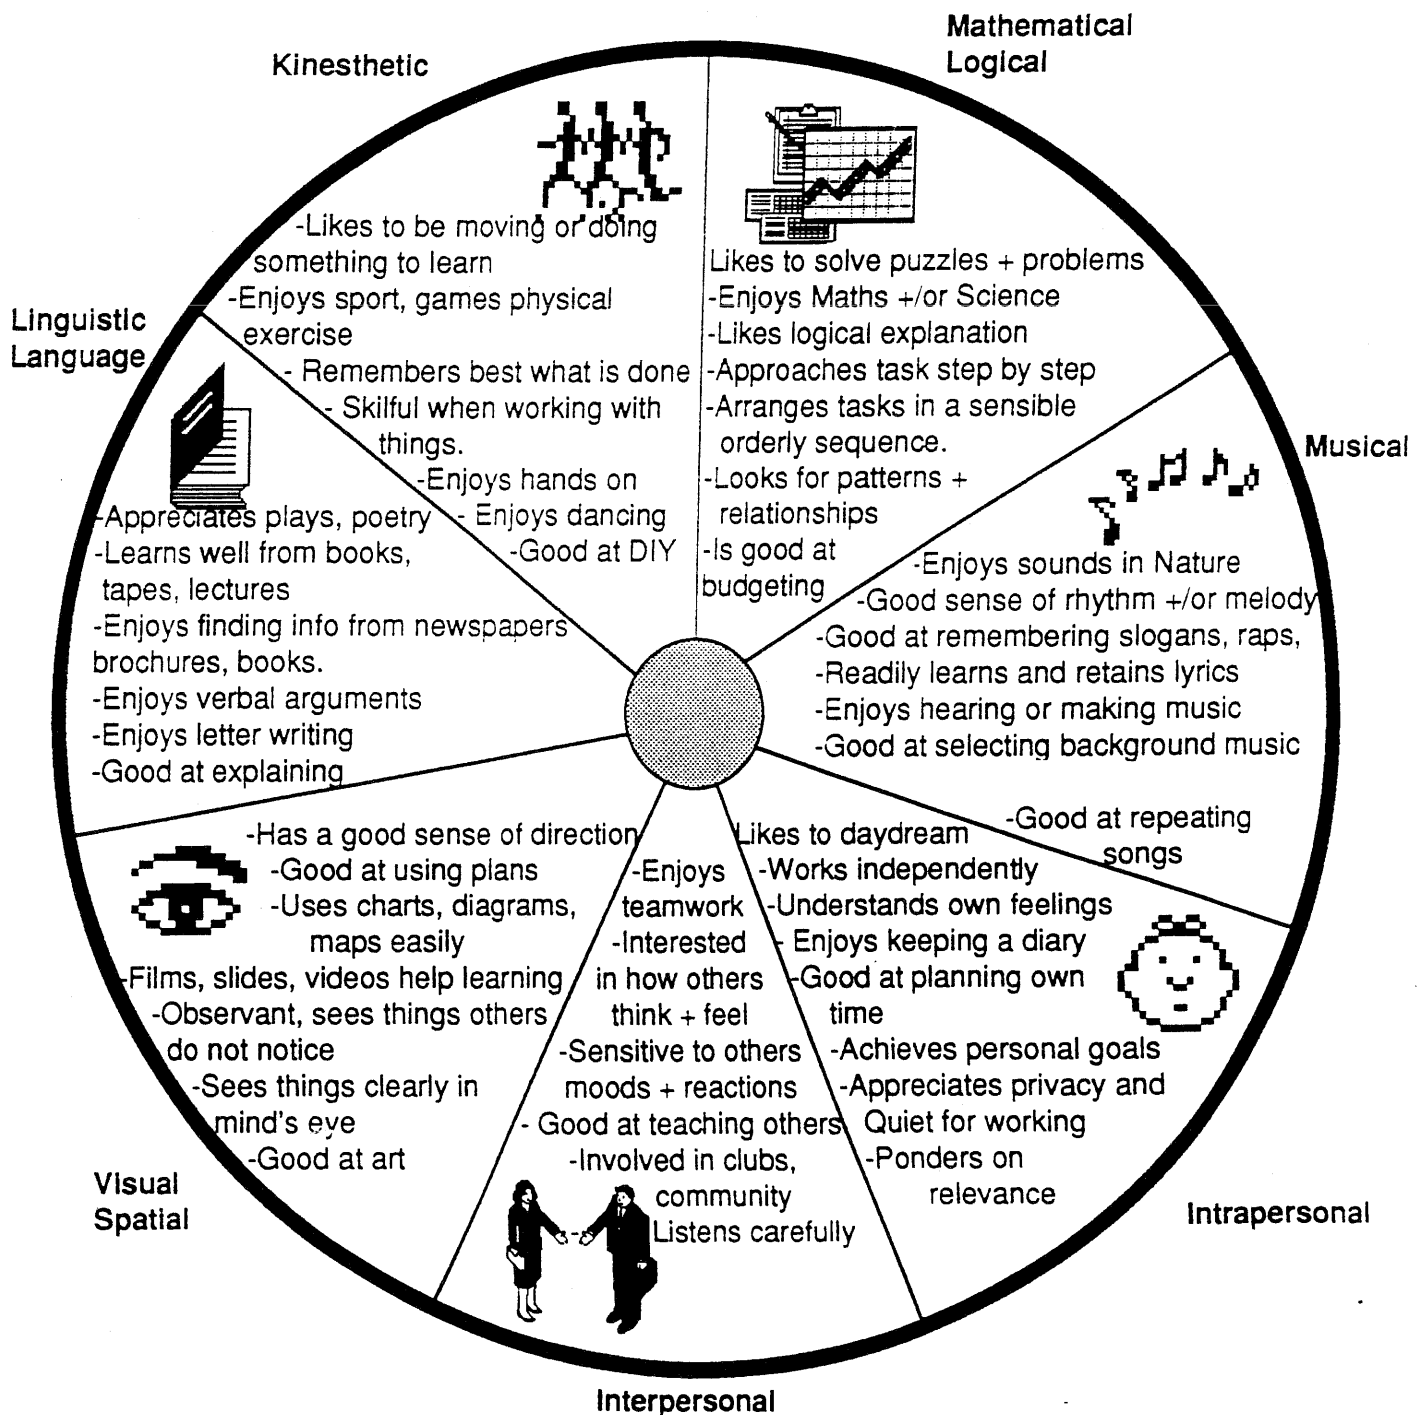 Mathematical
Logical
Kinesthetic
-Likes to be moving or doing
something to learn
-Enjoys sport, games physical
exercise
- Remembers best what is done
- Skilful when working with
things.
-Enjoys hands on
- Enjoys dancing
-Good at DIY
Likes to solve puzzles + problems
-Enjoys Maths +/or Science
-Likes logical explanation
-Approaches task step by step
-Arranges tasks in a sensible
orderly sequence.
-Looks for patterns +
relationships
-Is good at
budgeting
Linguistic
Language
-Appreciates plays, poetry
-Learns well from books,
tapes, lectures
-Enjoys finding info from newspapers
brochures, books.
-Enjoys verbal arguments
-Enjoys letter writing
-Good at explaining
Musical
-Enjoys sounds in Nature
-Good sense of rhythm +/or melody
-Good at remembering slogans, raps,
-Readily learns and retains lyrics
-Enjoys hearing or making music
-Good at selecting background music
-Good at repeating
songs
-Has a good sense of direction
-Good at using plans
-Uses charts, diagrams,
maps easily
-Films, slides, videos help learning
-Observant, sees things others
do not notice
-Sees things clearly in
mind's eye
-Good at art
Visual
Spatial
-Enjoys
teamwork
-Interested
in how others
think + feel
-Sensitive to others
moods + reactions
- Good at teaching others
-Involved in clubs,
community
-Listens carefully
Interpersonal
Likes to daydream
-Works independently
-Understands own feelings
- Enjoys keeping a diary
-Good at planning own
time
-Achieves personal goals
-Appreciates privacy and
Quiet for working
-Ponders on
relevance
Intrapersonal